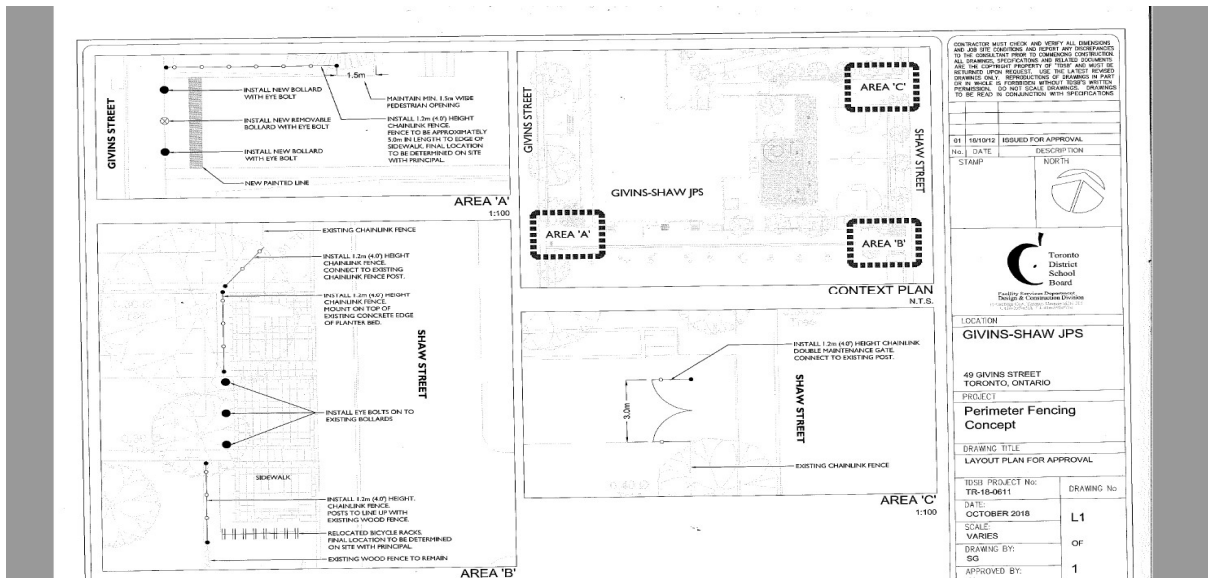 GIVINS STREET
1.5m
INSTALL NEW BOLLARD
WITH EYE BOLT
INSTALL NEW REMOVABLE
BOLLARD WITH EYE BOLT
INSTALL NEW BOLLARD
WITH EYE BOLT
NEW PAINTED LINE
MAINTAIN MIN. 1.5m WIDE
PEDESTRIAN OPENING
INSTALL 1.2m (4.0') HEIGHT
CHAINLINK FENCE.
FENCE TO BE APPROXIMATELY
5.0m IN LENGTH TO EDGE OF
SIDEWALK, FINAL LOCATION
TO BE DETERMINED ON SITE
WITH PRINCIPAL.
AREA 'A'
1:100
EXISTING CHAINLINK FENCE
INSTALL 1.2m (4.0') HEIGHT
CHAINLINK FENCE.
CONNECT TO EXISTING
CHAINLINK FENCE POST.
INSTALL 1.2m (4.0') HEIGHT
CHAINLINK FENCE.
MOUNT ON TOP OF
EXISTING CONCRETE EDGE
OF PLANTER BED.
SHAW STREET
INSTALL EYE BOLTS ON TO
EXISTING BOLLARDS
SIDEWALK
INSTALL 1.2m (4.0') HEIGHT.
CHAINLINK FENCE.
POSTS TO LINE UP WITH
EXISTING WOOD FENCE.
RELOCATED BICYCLE RACKS.
FINAL LOCATION TO BE DETERMINED
ON SITE WITH PRINCIPAL.
EXISTING WOOD FENCE TO REMAIN
AREA 'B'
GIVINS STREET
AREA 'C'
SHAW STREET
GIVINS-SHAW JPS
AREA 'A'
AREA 'B'
CONTEXT PLAN
N.T.S.
INSTALL 1.2m (4.0') HEIGHT CHAINLINK
DOUBLE MAINTENANCE GATE.
CONNECT TO EXISTING POST.
3.0m
SHAW STREET
EXISTING CHAINLINK FENCE
AREA 'C'
1:100
CONTRACTOR MUST CHECK AND VERIFY ALL DIMENSIONS
AND JOB SITE CONDITIONS AND REPORT ANY DISCREPANCIES
TO THE CONSULTANT PRIOR TO COMMENCING CONSTRUCTION.
ALL DRAWINGS, SPECIFICATIONS AND RELATED DOCUMENTS
ARE THE COPYRIGHT PROPERTY OF "TDSB" AND MUST BE
RETURNED UPON REQUEST. USE THE LATEST REVISED
DRAWINGS ONLY. REPRODUCTIONS OF DRAWINGS IN PART
OR IN WHOLE IS FORBIDDEN WITHOUT TDSB'S WRITTEN
PERMISSION. DO NOT SCALE DRAWINGS. DRAWINGS
TO BE READ IN CONJUNCTION WITH SPECIFICATIONS
01 16/10/12 ISSUED FOR APPROVAL
No. DATE DESCRIPTION
STAMP NORTH
Toronto
District
School
Board
Facility Services Department
Design & Construction Division
LOCATION
GIVINS-SHAW JPS
49 GIVINS STREET
TORONTO, ONTARIO
PROJECT
Perimeter Fencing
Concept
DRAWING TITLE
LAYOUT PLAN FOR APPROVAL
TDSB PROJECT No:
TR-18-0611
DRAWING No
DATE:
OCTOBER 2018
L1
SCALE:
VARIES
OF
DRAWING BY:
SG
APPROVED BY:
1